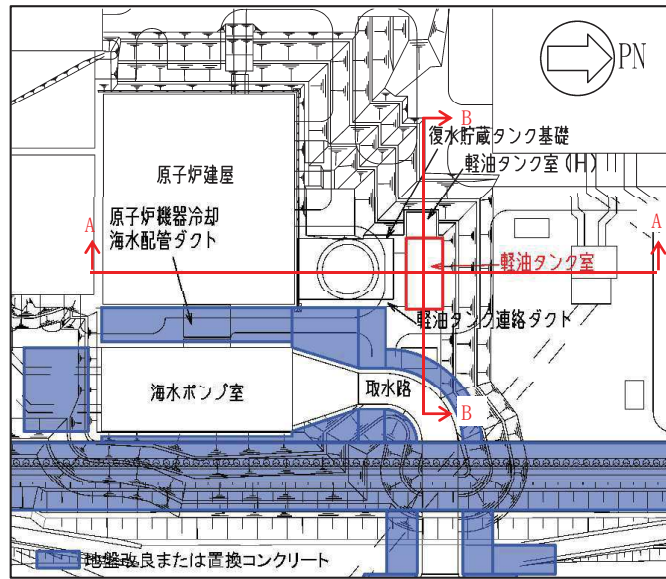 PN
B
復水貯蔵タンク基礎
軽油タンク室(H)
原子炉建屋
原子炉機器冷却
海水配管ダクト
A
A
軽油タンク室
軽油タンク連絡ダクト
海水ポンプ室
取水路
B
地盤改良または置換コンクリート